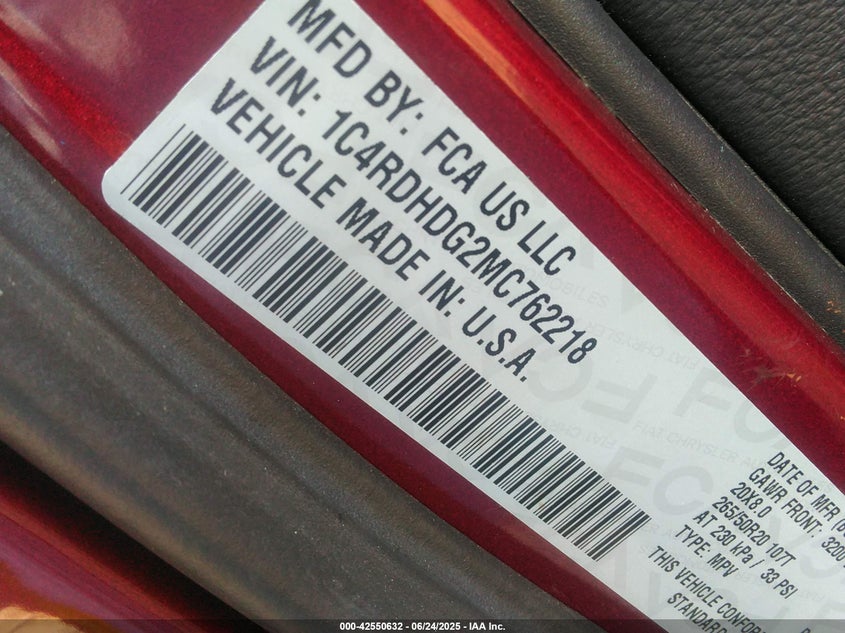 MFD BY: FCA US LLC
VIN: 1C4RDHDG2MC762218
VEHICLE MADE IN: U.S.A.
DATE OF MFR
GAWR FRONT: 3200
20X8.0
265/50R20 107T
AT 230 kPa / 33 PSI
TYPE: MPV
THIS VEHICLE
STANDARD
000-42550632 - 06/24/2025 - IAA Inc.